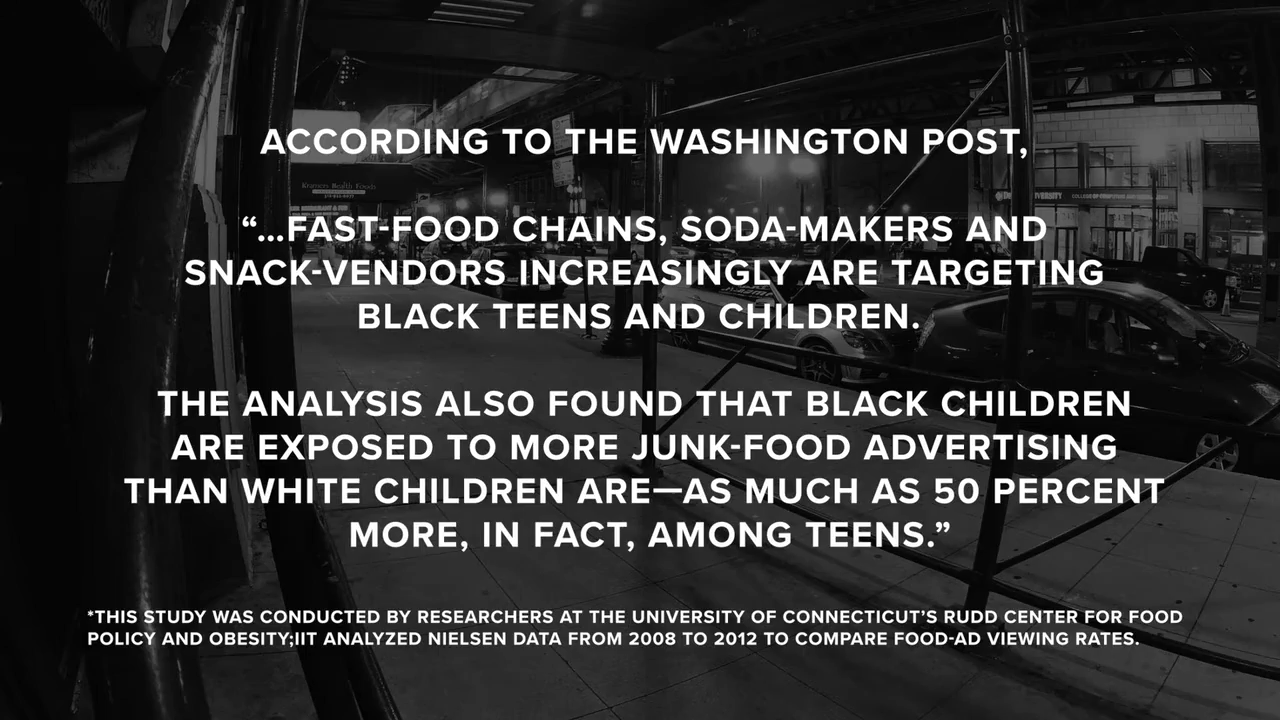 ACCORDING TO THE WASHINGTON POST,
“...FAST-FOOD CHAINS, SODA-MAKERS AND
SNACK-VENDORS INCREASINGLY ARE TARGETING
BLACK TEENS AND CHILDREN.
THE ANALYSIS ALSO FOUND THAT BLACK CHILDREN
ARE EXPOSED TO MORE JUNK-FOOD ADVERTISING
THAN WHITE CHILDREN ARE—AS MUCH AS 50 PERCENT
MORE, IN FACT, AMONG TEENS.”
*THIS STUDY WAS CONDUCTED BY RESEARCHERS AT THE UNIVERSITY OF CONNECTICUT’S RUDD CENTER FOR FOOD
POLICY AND OBESITY;IIT ANALYZED NIELSEN DATA FROM 2008 TO 2012 TO COMPARE FOOD-AD VIEWING RATES.
Health Foods